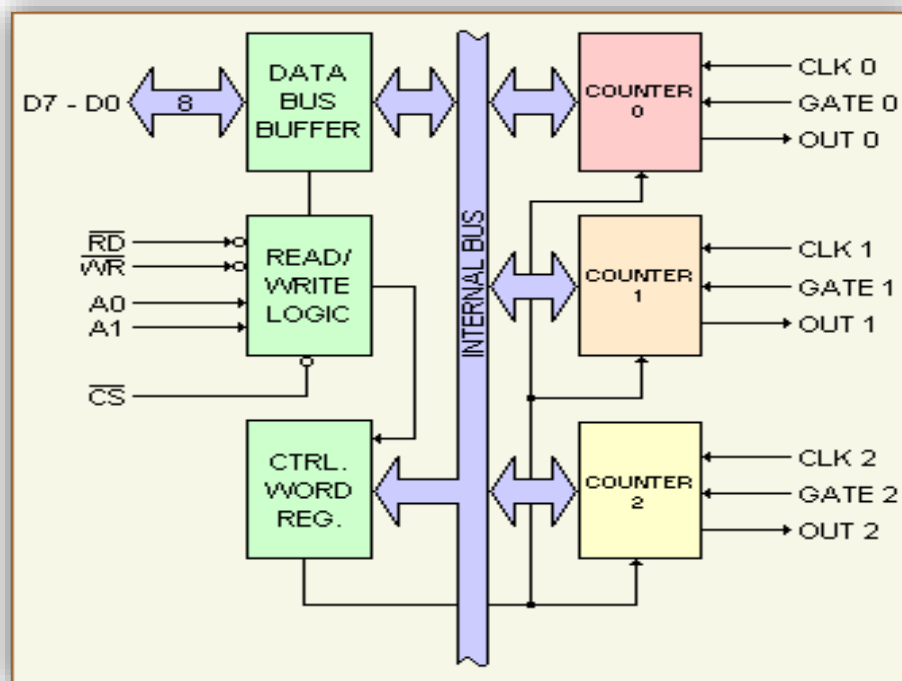 D7 - D0
8
DATA
BUS
BUFFER
RD
WR
A0
A1
CS
READ/
WRITE
LOGIC
CTRL.
WORD
REG.
INTERNAL BUS
COUNTER
0
CLK 0
GATE 0
OUT 0
COUNTER
1
CLK 1
GATE 1
OUT 1
COUNTER
2
CLK 2
GATE 2
OUT 2